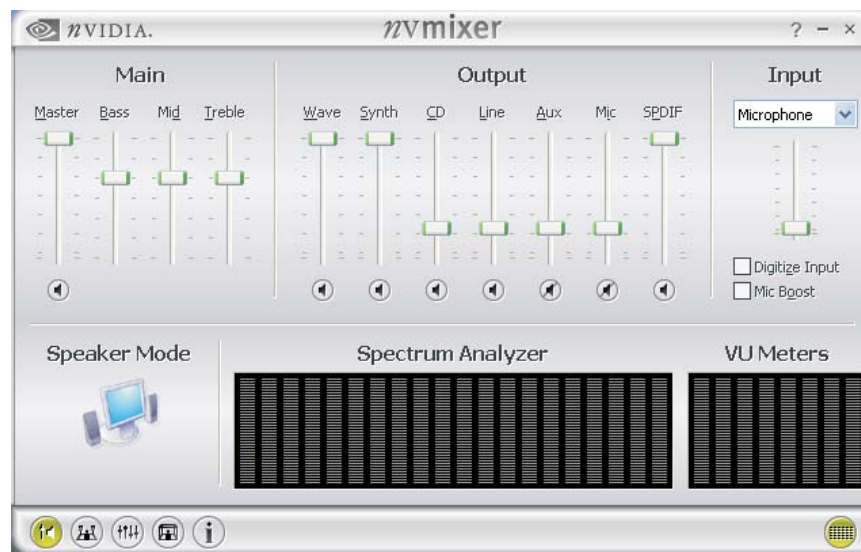 nVIDIA.
nvmixer
? – ×
Main
Output
Input
Master Bass Mid Treble
Wave Synth CD Line Aux Mic SPDIF
Microphone
Digitize Input
Mic Boost
Speaker Mode
Spectrum Analyzer
VU Meters
i